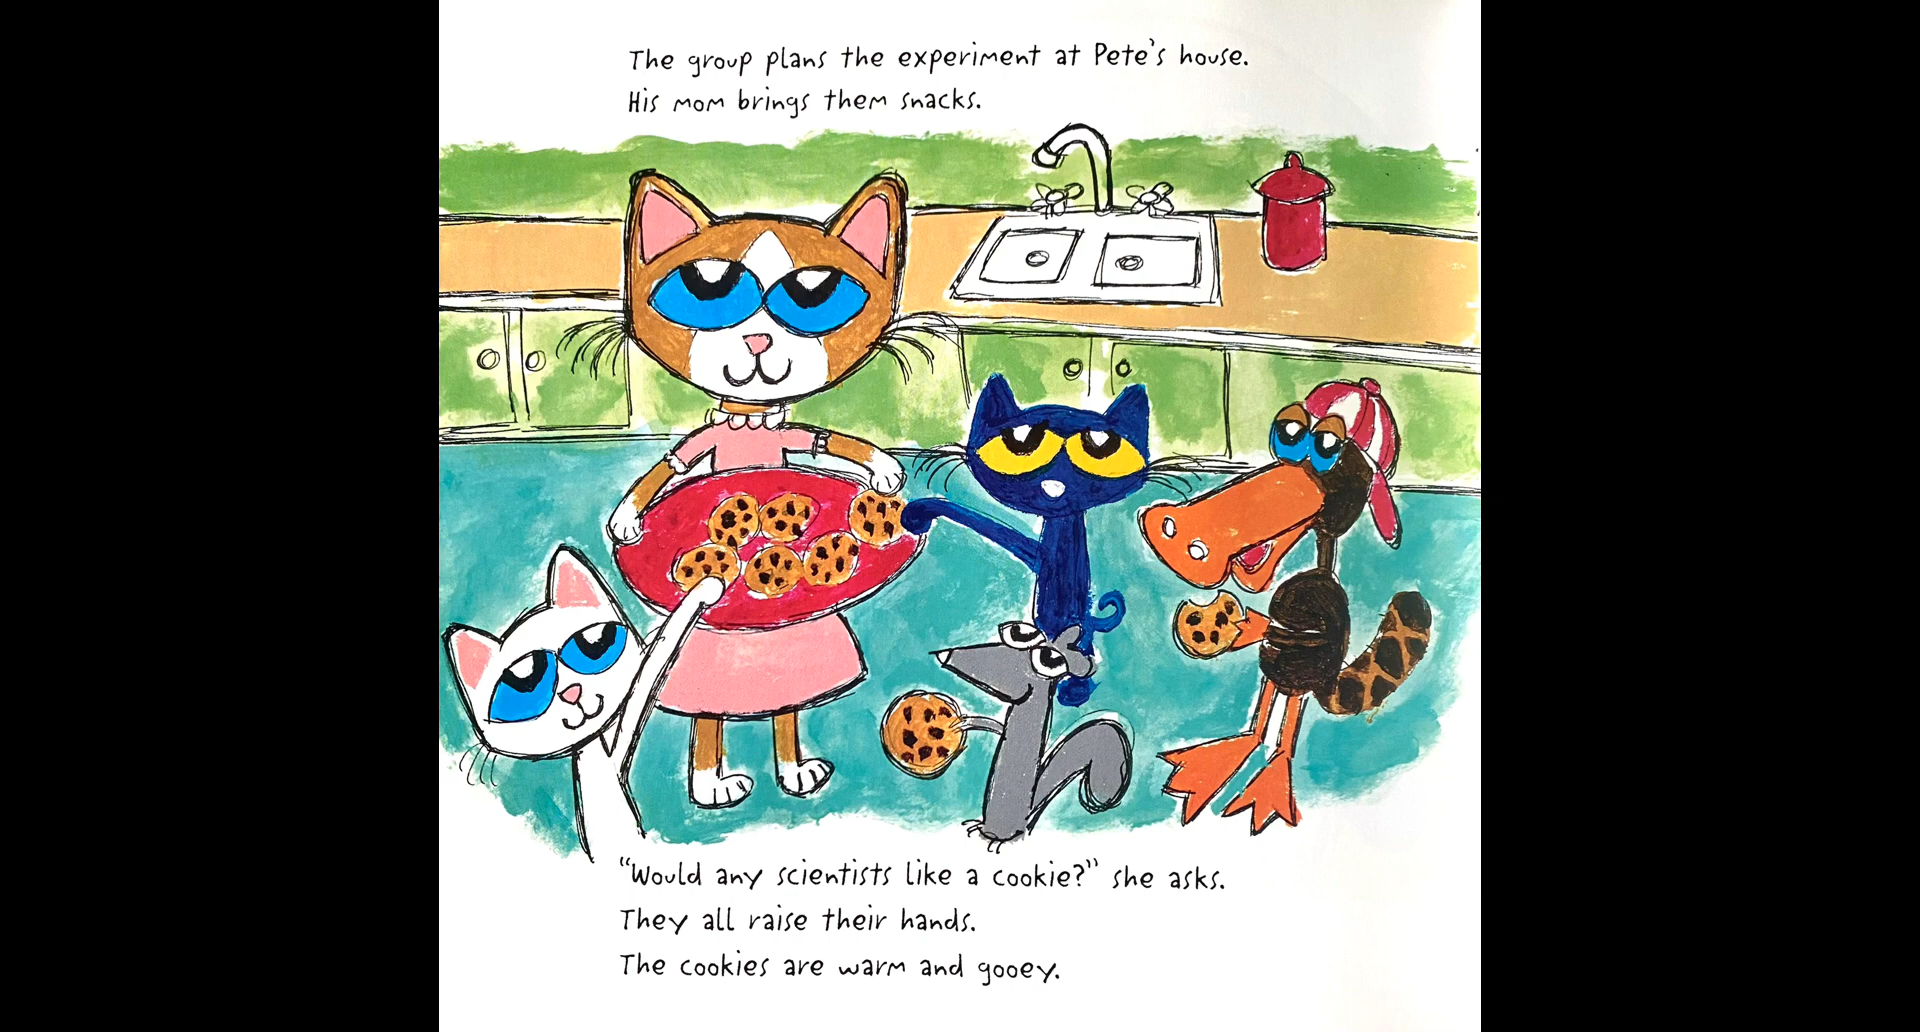 The group plans the experiment at Pete's house.
His mom brings them snacks.
"Would any scientists like a cookie?" she asks.
They all raise their hands.
The cookies are warm and gooey.